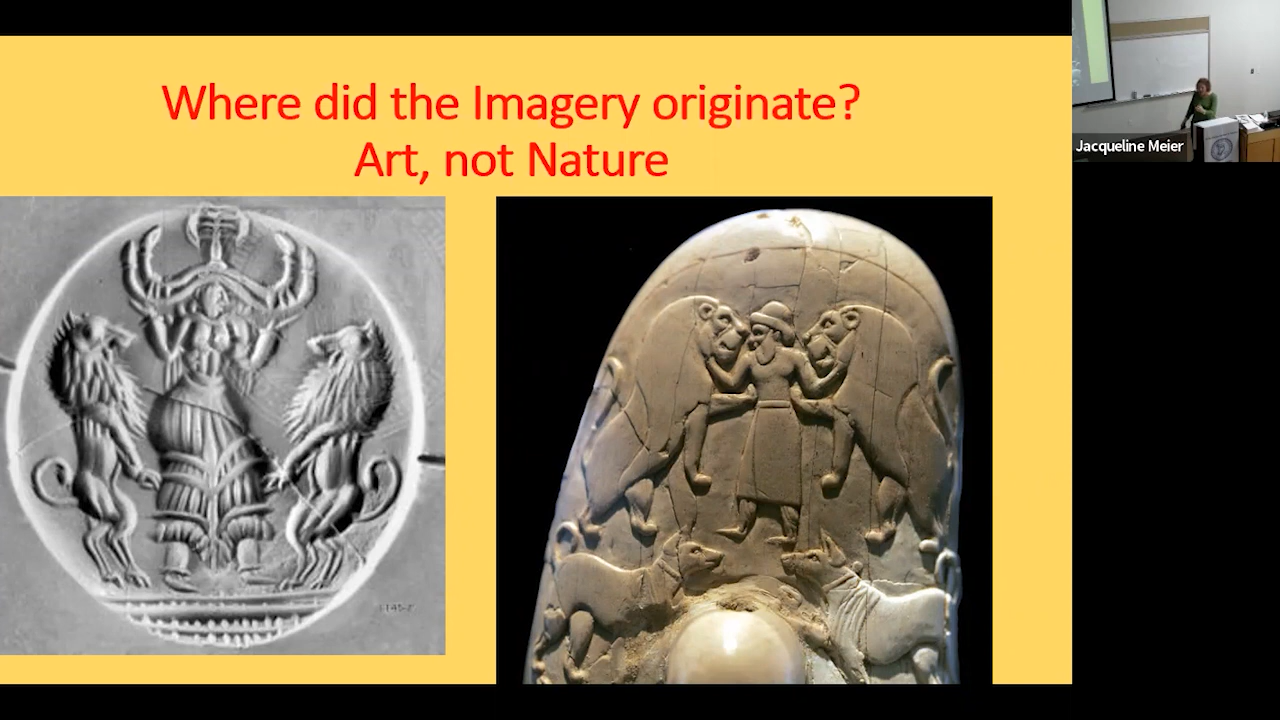 Where did the Imagery originate?
Art, not Nature
Jacqueline Meier